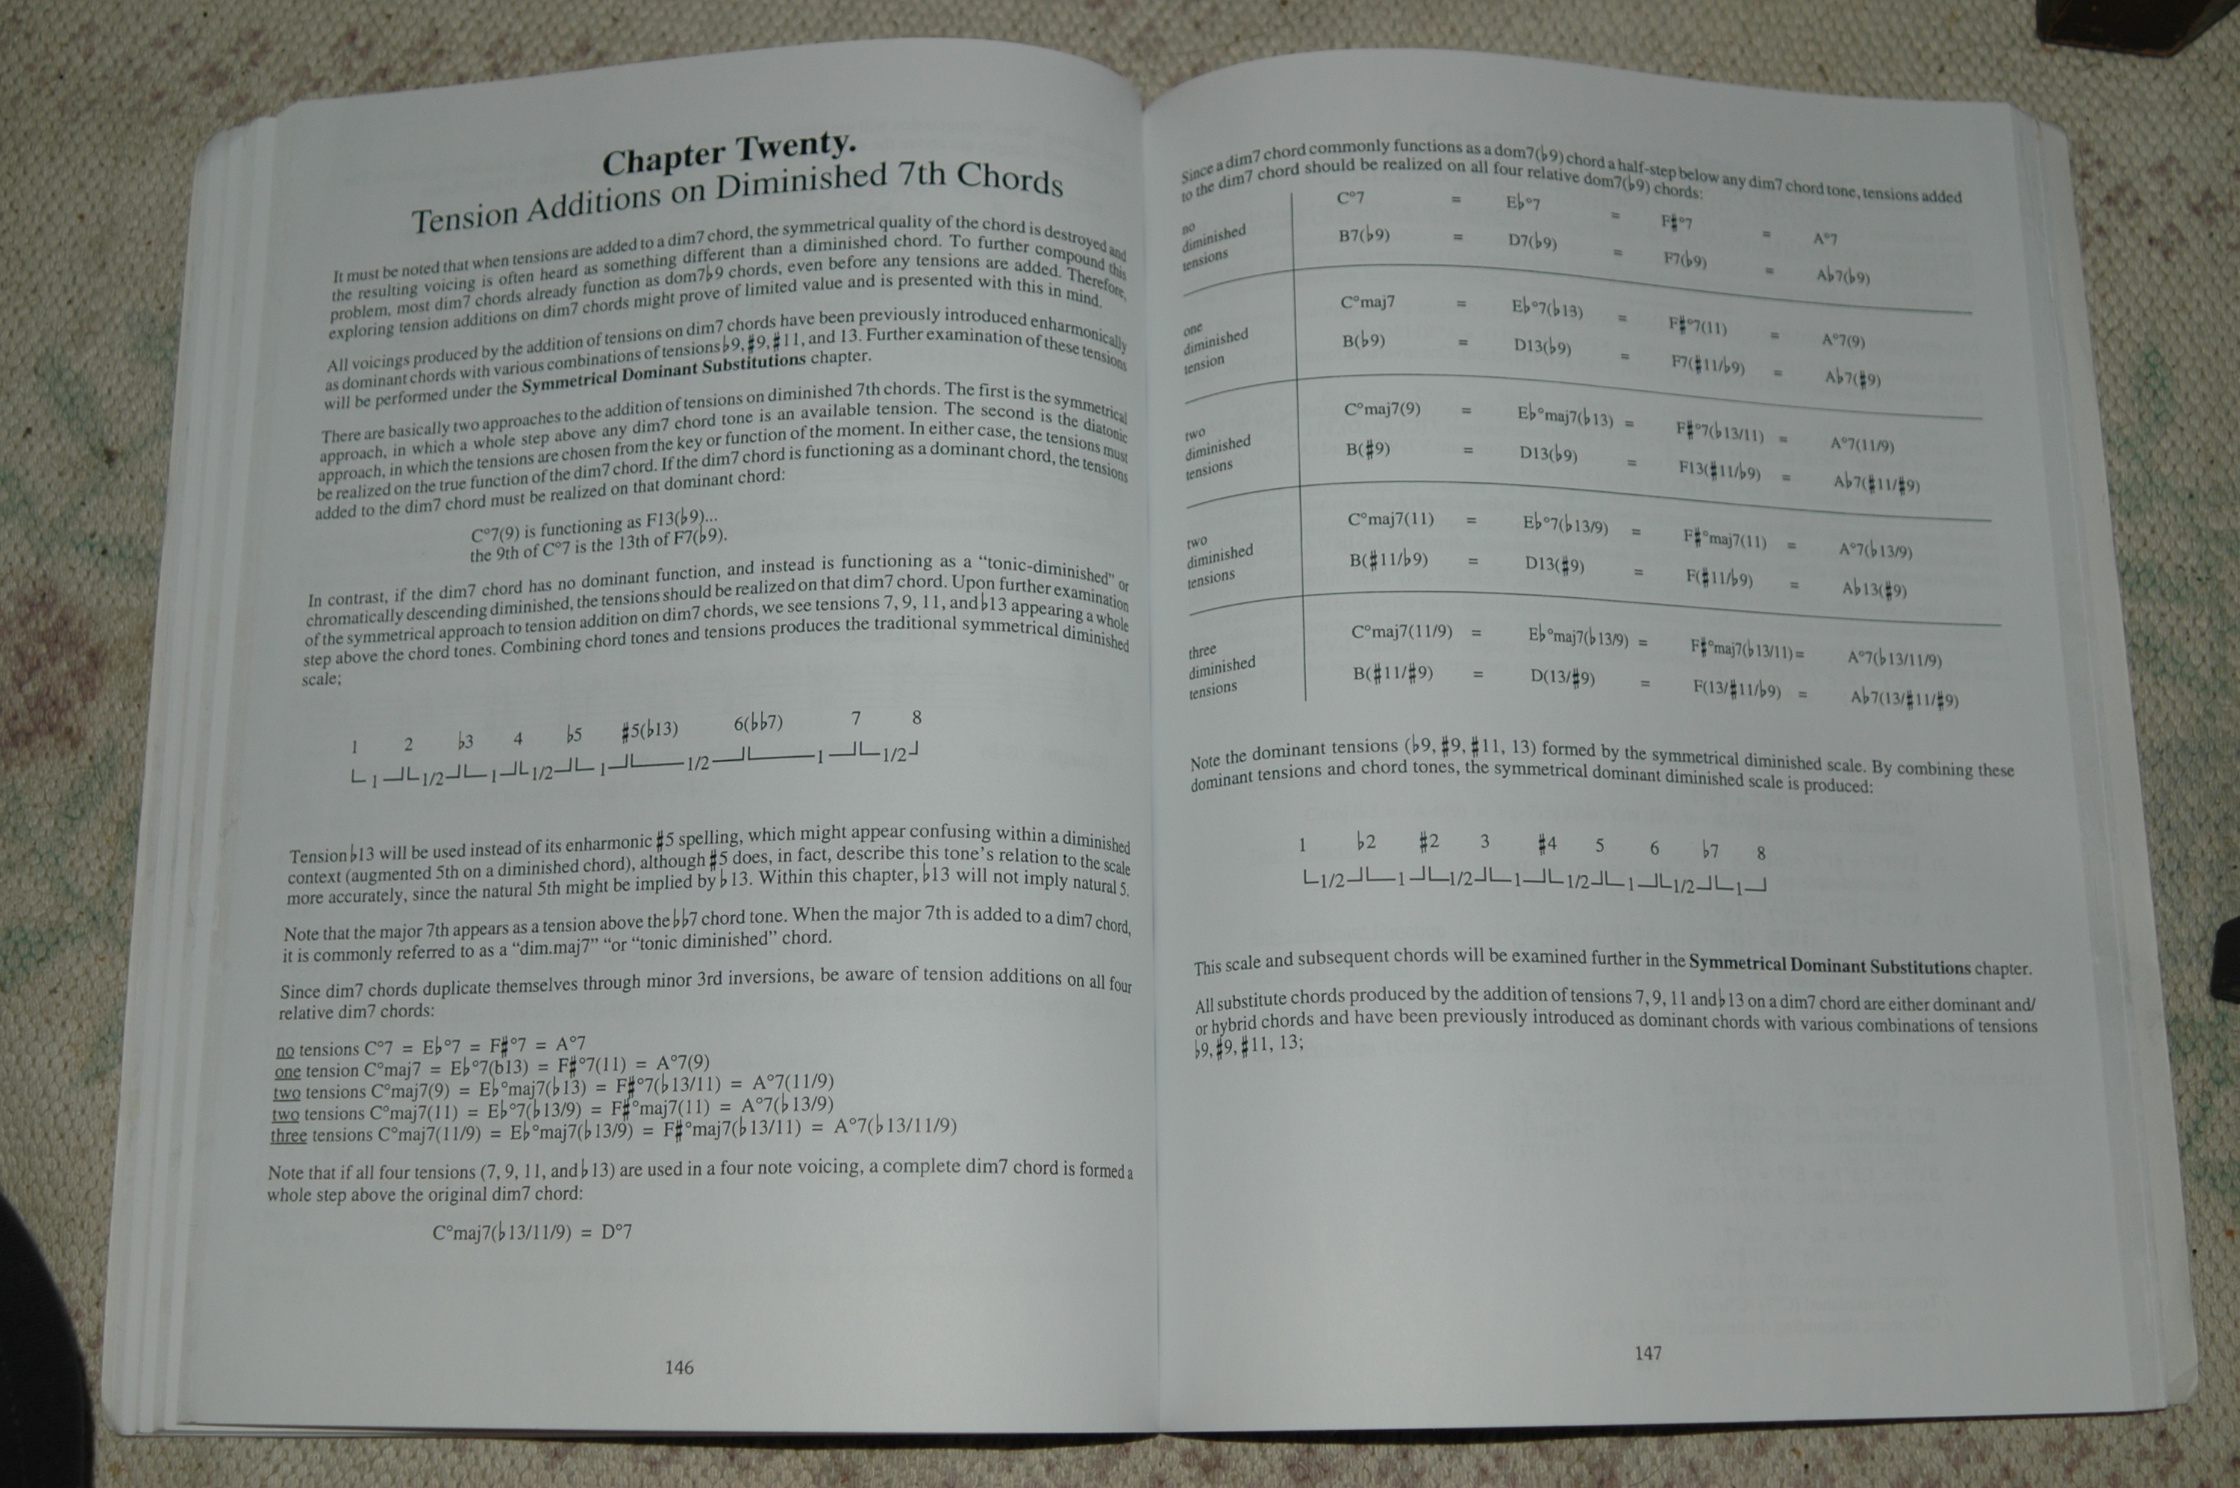 Chapter Twenty.
Tension Additions on Diminished 7th Chords
It must be noted that when tensions are added to a dim7 chord, the symmetrical quality of the chord is destroyed and
the resulting voicing is often heard as something different than a diminished chord. To further compound this
problem, most dim7 chords already function as dom7♭9 chords, even before any tensions are added. Therefore,
exploring tension additions on dim7 chords might prove of limited value and is presented with this in mind.
All voicings produced by the addition of tensions on dim7 chords have been previously introduced enharmonically
as dominant chords with various combinations of tensions ♭9, ♯9, ♯11, and 13. Further examination of these tensions
will be performed under the Symmetrical Dominant Substitutions chapter.
There are basically two approaches to the addition of tensions on diminished 7th chords. The first is the symmetrical
approach, in which a whole step above any dim7 chord tone is an available tension. The second is the diatonic
approach, in which the tensions are chosen from the key or function of the moment. In either case, the tensions must
be realized on the true function of the dim7 chord. If the dim7 chord is functioning as a dominant chord, the tensions
added to the dim7 chord must be realized on that dominant chord:
C°7(9) is functioning as F13(♭9)...
the 9th of C°7 is the 13th of F7(♭9).
In contrast, if the dim7 chord has no dominant function, and instead is functioning as a “tonic-diminished” or
chromatically descending diminished, the tensions should be realized on that dim7 chord. Upon further examination
of the symmetrical approach to tension addition on dim7 chords, we see tensions 7, 9, 11, and ♭13 appearing a whole
step above the chord tones. Combining chord tones and tensions produces the traditional symmetrical diminished
scale;
1 2 ♭3 4 ♭5 ♯5(♭13) 6(♭♭7) 7 8
1 1/2 1 1/2 1 1/2 1 1/2
Tension ♭13 will be used instead of its enharmonic ♯5 spelling, which might appear confusing within a diminished
context (augmented 5th on a diminished chord), although ♯5 does, in fact, describe this tone’s relation to the scale
more accurately, since the natural 5th might be implied by ♭13. Within this chapter, ♭13 will not imply natural 5.
Note that the major 7th appears as a tension above the ♭♭7 chord tone. When the major 7th is added to a dim7 chord,
it is commonly referred to as a “dim.maj7” “or “tonic diminished” chord.
Since dim7 chords duplicate themselves through minor 3rd inversions, be aware of tension additions on all four
relative dim7 chords:
no tensions C°7 = E♭°7 = F♯°7 = A°7
one tension C°maj7 = E♭°7(b13) = F♯°7(11) = A°7(9)
two tensions C°maj7(9) = E♭°maj7(♭13) = F♯°7(♭13/11) = A°7(11/9)
two tensions C°maj7(11) = E♭°7(♭13/9) = F♯°maj7(11) = A°7(♭13/9)
three tensions C°maj7(11/9) = E♭°maj7(♭13/9) = F♯°maj7(♭13/11) = A°7(♭13/11/9)
Note that if all four tensions (7, 9, 11, and ♭13) are used in a four note voicing, a complete dim7 chord is formed a
whole step above the original dim7 chord:
C°maj7(♭13/11/9) = D°7
146
Since a dim7 chord commonly functions as a dom7(♭9) chord a half-step below any dim7 chord tone, tensions added
to the dim7 chord should be realized on all four relative dom7(♭9) chords:
no
diminished
tensions
C°7 = E♭°7 = F♯°7 = A°7
B7(♭9) = D7(♭9) = F7(♭9) = A♭7(♭9)
one
diminished
tension
C°maj7 = E♭°7(♭13) = F♯°7(11) = A°7(9)
B(♭9) = D13(♭9) = F7(♯11/♭9) = A♭7(♯9)
two
diminished
tensions
C°maj7(9) = E♭°maj7(♭13) = F♯°7(♭13/11) = A°7(11/9)
B(♯9) = D13(♭9) = F13(♯11/♭9) = A♭7(♯11/♯9)
two
diminished
tensions
C°maj7(11) = E♭°7(♭13/9) = F♯°maj7(11) = A°7(♭13/9)
B(♯11/♭9) = D13(♯9) = F(♯11/♭9) = A♭13(♯9)
three
diminished
tensions
C°maj7(11/9) = E♭°maj7(♭13/9) = F♯°maj7(♭13/11) = A°7(♭13/11/9)
B(♯11/♯9) = D(13/♯9) = F(13/♯11/♭9) = A♭7(13/♯11/♯9)
Note the dominant tensions (♭9, ♯9, ♯11, 13) formed by the symmetrical diminished scale. By combining these
dominant tensions and chord tones, the symmetrical dominant diminished scale is produced:
1 ♭2 ♯2 3 ♯4 5 6 ♭7 8
1/2 1 1/2 1 1/2 1 1/2 1
This scale and subsequent chords will be examined further in the Symmetrical Dominant Substitutions chapter.
All substitute chords produced by the addition of tensions 7, 9, 11 and ♭13 on a dim7 chord are either dominant and/
or hybrid chords and have been previously introduced as dominant chords with various combinations of tensions
♭9, ♯9, ♯11, 13;
147